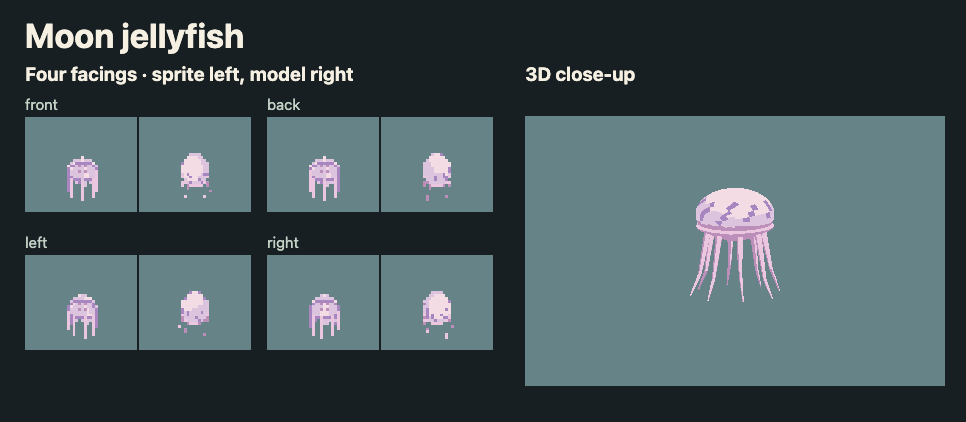 Moon jellyfish
Four facings · sprite left, model right
3D close-up
front
back
left
right